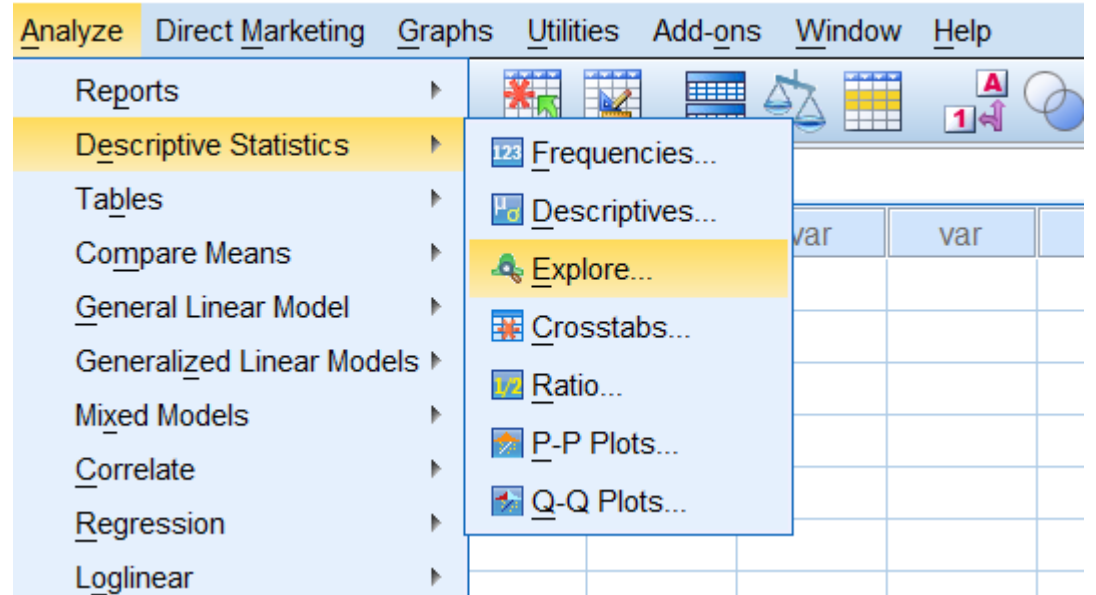 Analyze Direct Marketing Graphs Utilities Add-ons Window Help
Reports
A
1
Descriptive Statistics
123 Frequencies...
Tables
μ σ Descriptives...
var var
Compare Means
Explore...
General Linear Model
Crosstabs...
Generalized Linear Models
1/2 Ratio...
Mixed Models
P-P Plots...
Correlate
Q-Q Plots...
Regression
Loglinear